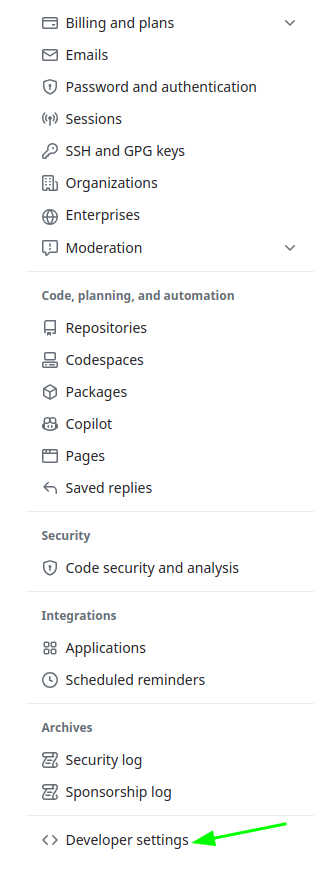 Billing and plans
Emails
Password and authentication
Sessions
SSH and GPG keys
Organizations
Enterprises
Moderation
Code, planning, and automation
Repositories
Codespaces
Packages
Copilot
Pages
Saved replies
Security
Code security and analysis
Integrations
Applications
Scheduled reminders
Archives
Security log
Sponsorship log
Developer settings